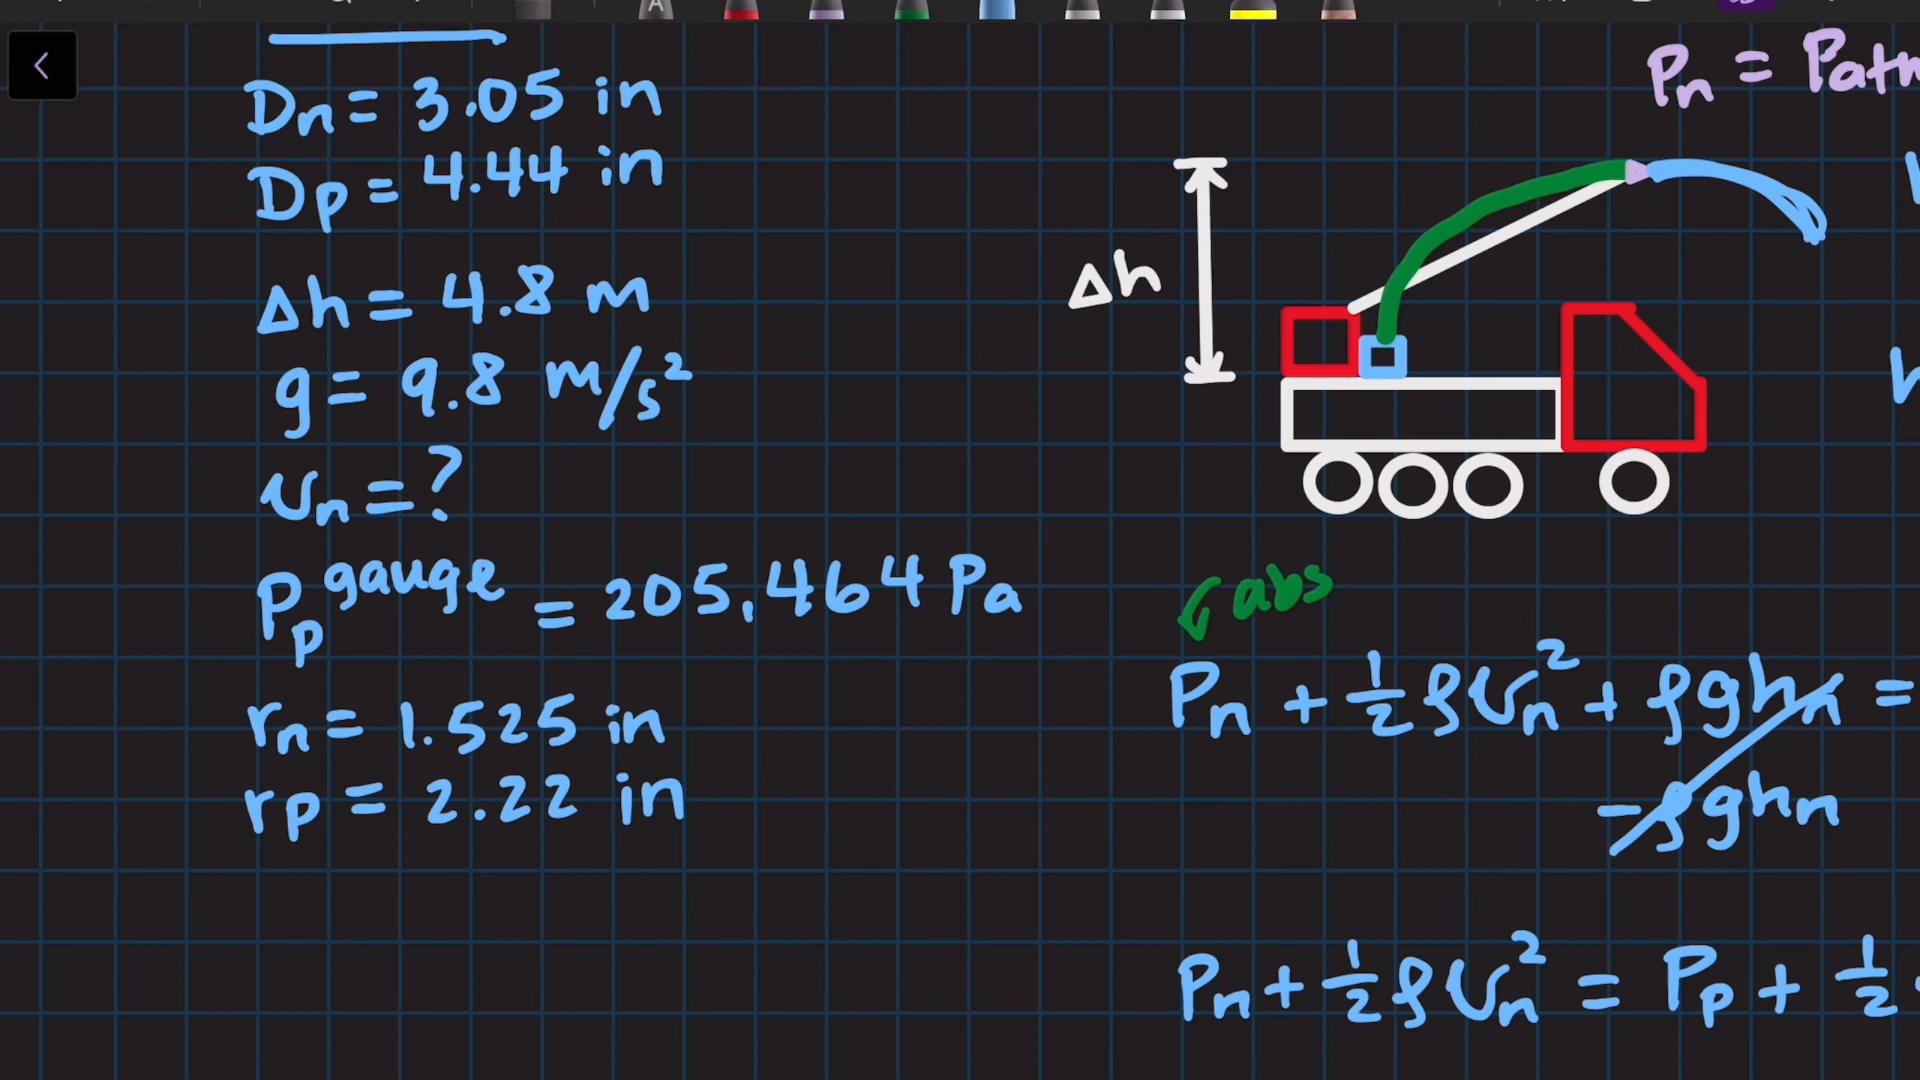 Dn = 3.05 in
Dp = 4.44 in
Δh = 4.8 m
g = 9.8 m/s²
vn = ?
Pp gauge = 205,464 Pa
rn = 1.525 in
rp = 2.22 in
Pn = Patm
Δh
abs
Pn + ½ρvn² + ρghn =
-ρghn
Pn + ½ρvn² = Pp + ½
A